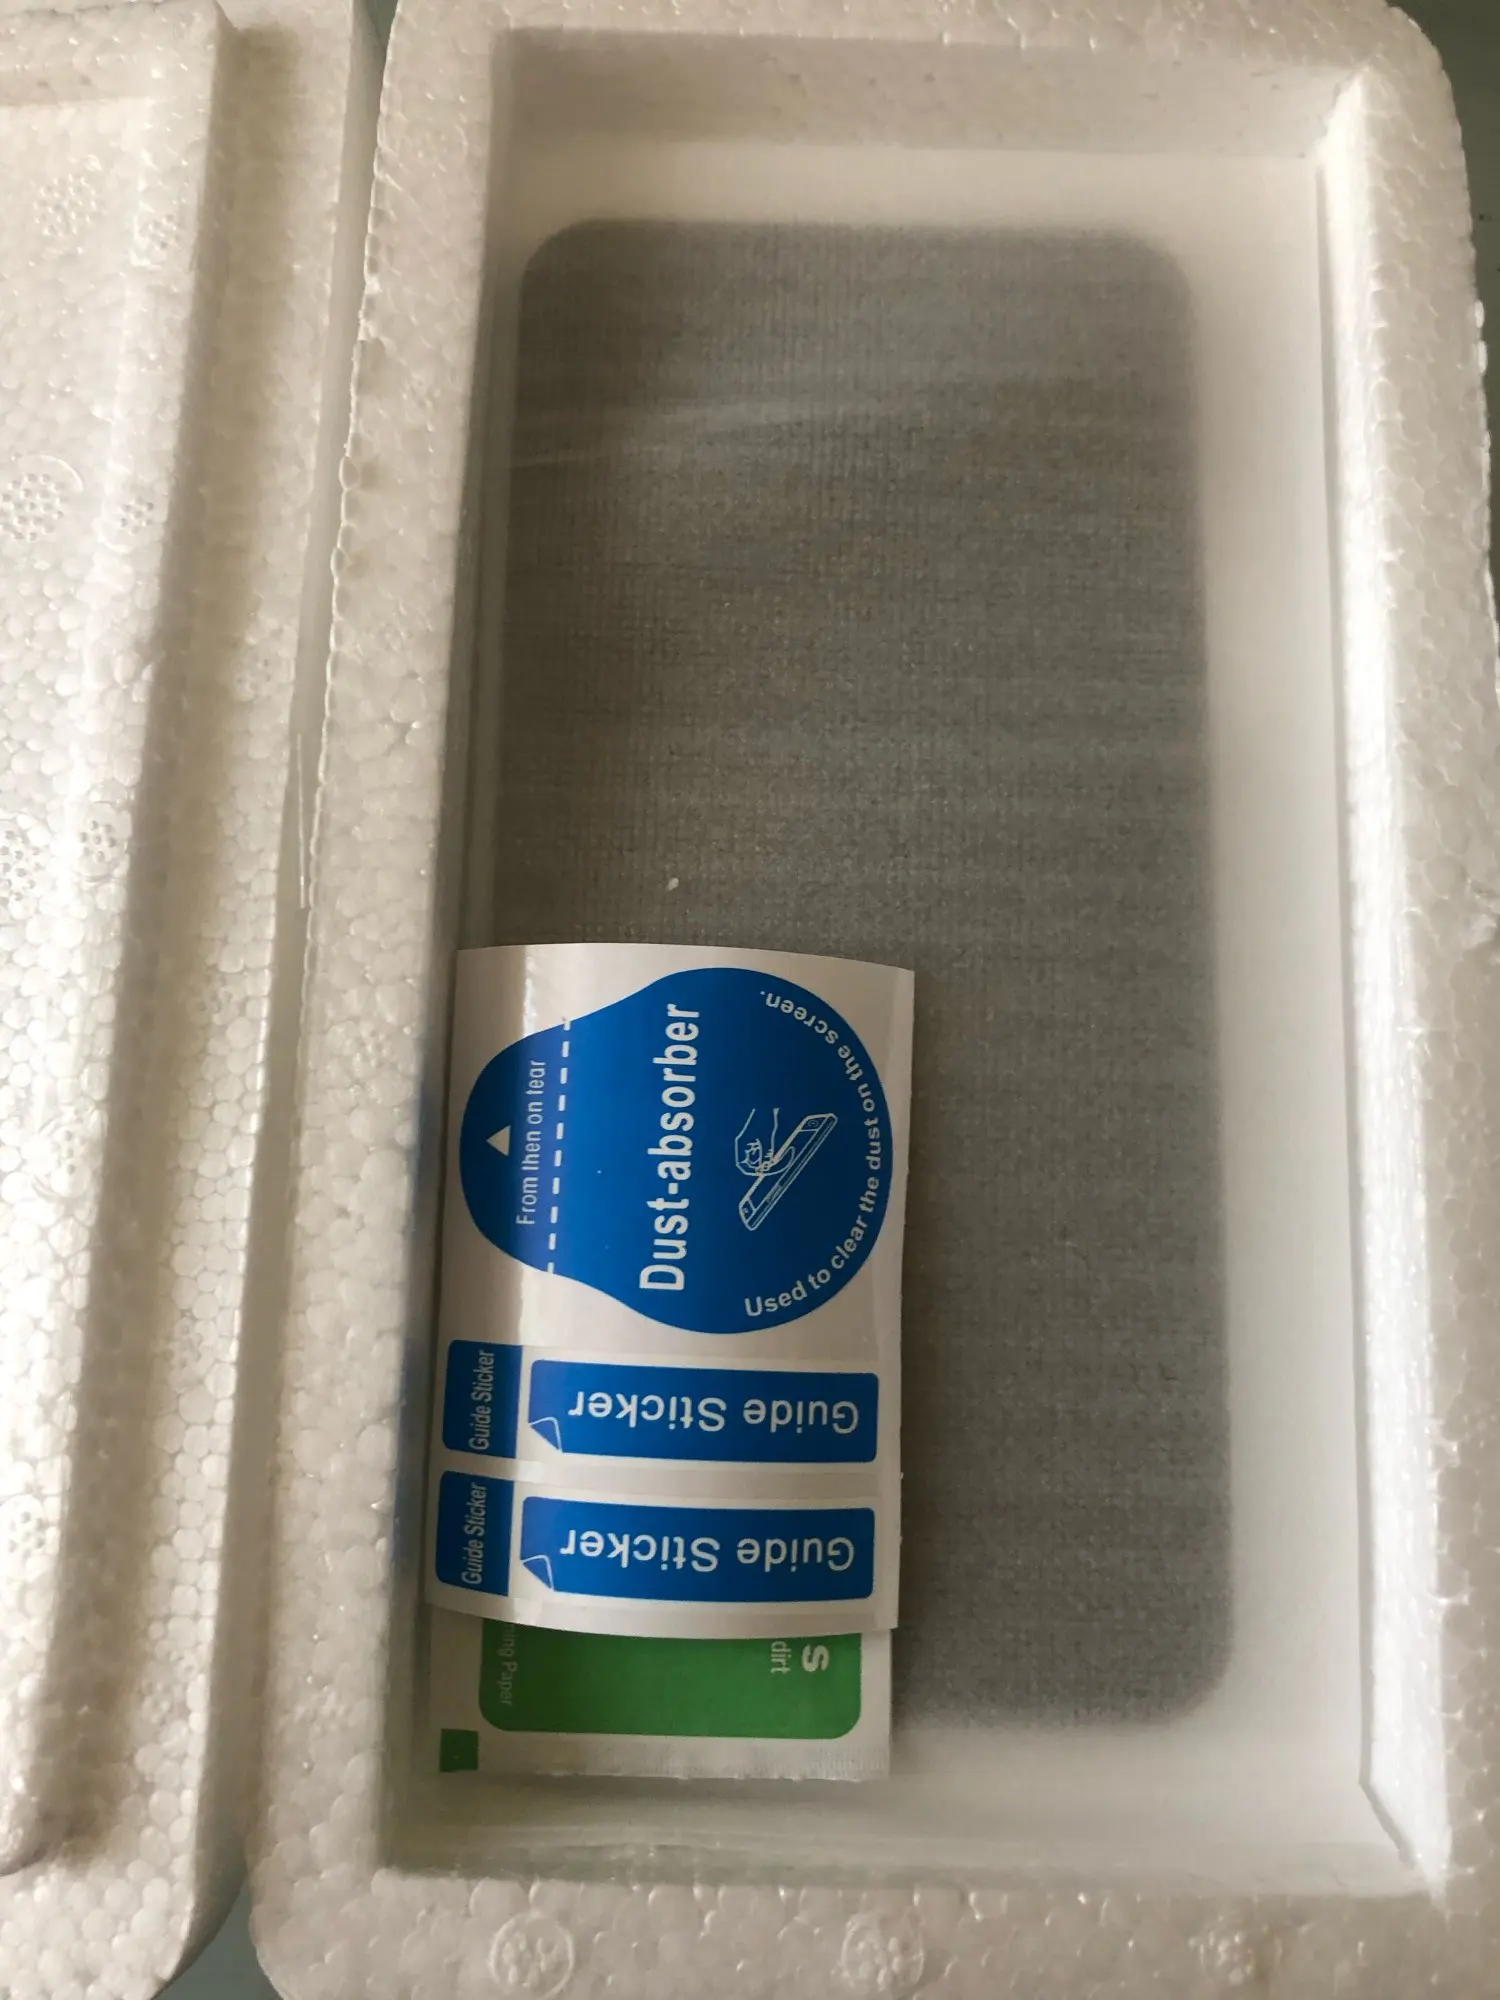 From then on tear
Dust-absorber
Used to clear the dust on the screen.
Guide Sticker
Guide Sticker
Guide Sticker
Guide Sticker
s
dirt
Paper